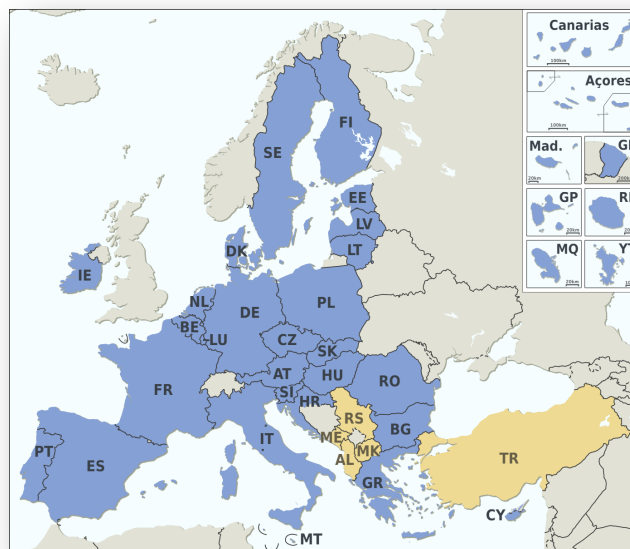 Canarias
100km
Açores
100km
Mad.
20km
GP
20km
20km
MQ
20km
FI
SE
EE
LV
LT
DK
IE
NL
BE
LU
DE
PL
CZ
SK
AT
HU
SI
HR
RO
FR
RS
ME
BG
IT
AL
MK
PT
ES
GR
TR
CY
MT